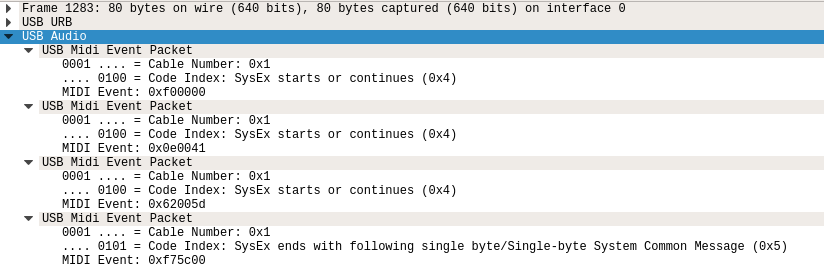 Frame 1283: 80 bytes on wire (640 bits), 80 bytes captured (640 bits) on interface 0
USB URB
USB Audio
USB Midi Event Packet
0001 .... = Cable Number: 0x1
.... 0100 = Code Index: SysEx starts or continues (0x4)
MIDI Event: 0xf00000
USB Midi Event Packet
0001 .... = Cable Number: 0x1
.... 0100 = Code Index: SysEx starts or continues (0x4)
MIDI Event: 0x0e0041
USB Midi Event Packet
0001 .... = Cable Number: 0x1
.... 0100 = Code Index: SysEx starts or continues (0x4)
MIDI Event: 0x62005d
USB Midi Event Packet
0001 .... = Cable Number: 0x1
.... 0101 = Code Index: SysEx ends with following single byte/Single-byte System Common Message (0x5)
MIDI Event: 0xf75c00